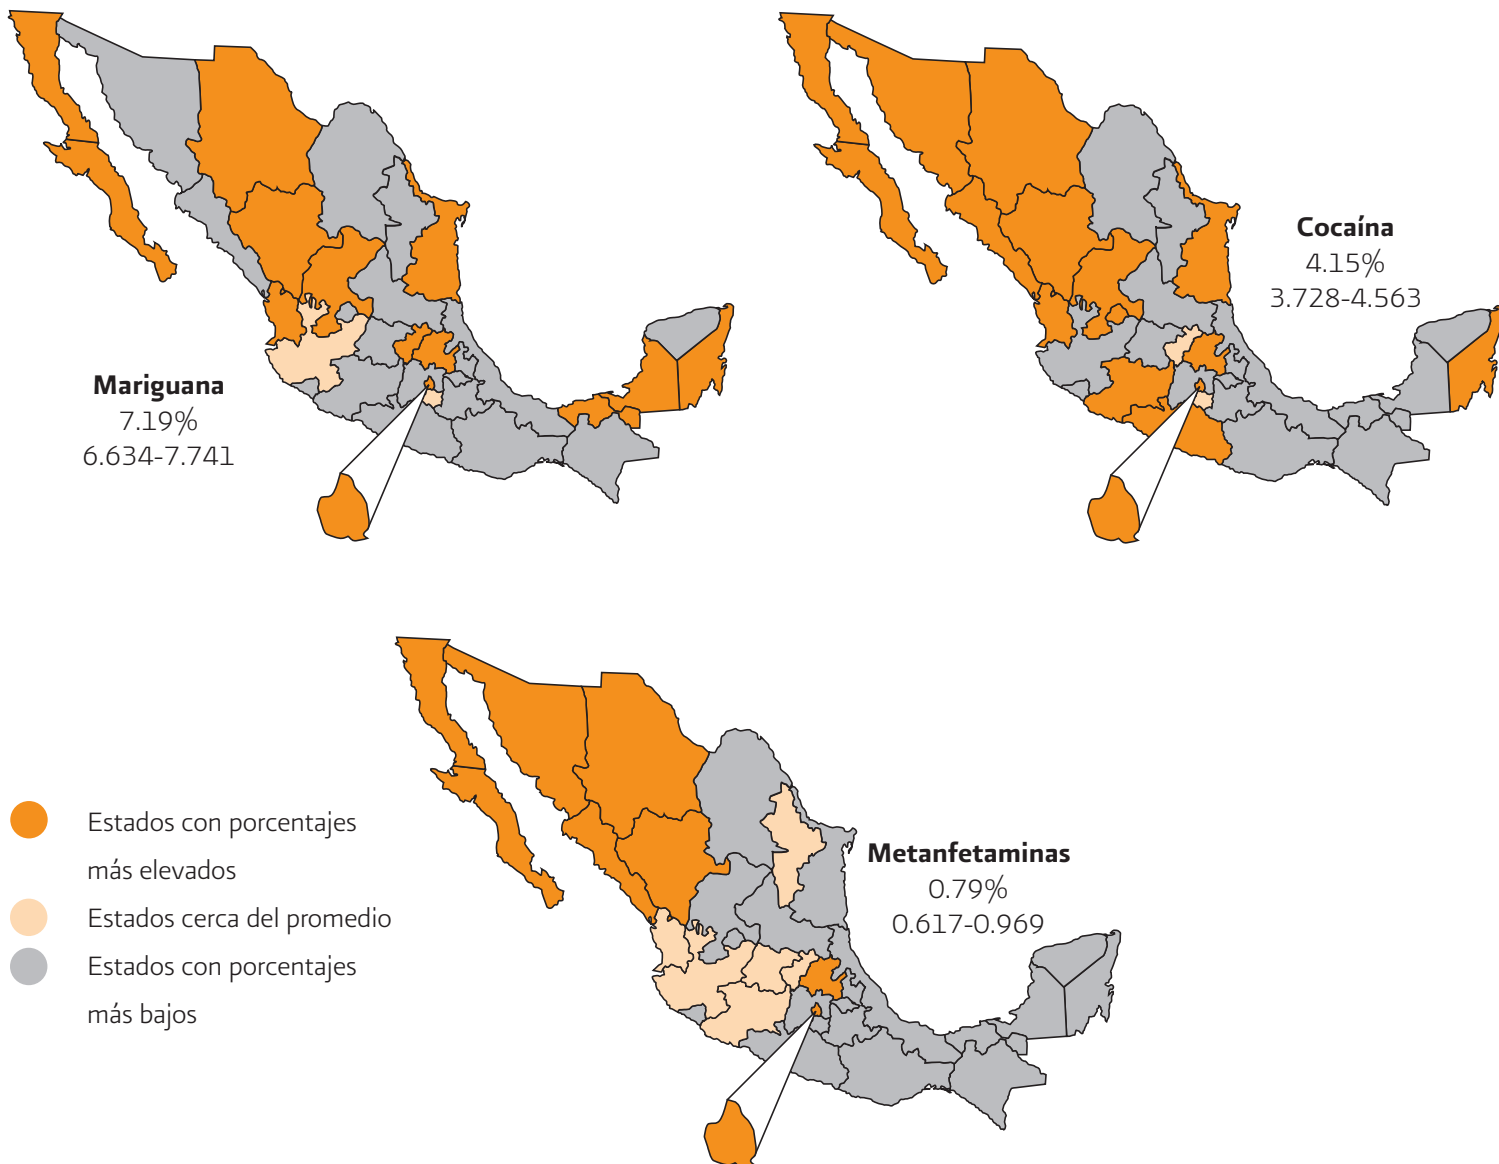 Mariguana
7.19%
6.634-7.741
Cocaína
4.15%
3.728-4.563
Metanfetaminas
0.79%
0.617-0.969
Estados con porcentajes
más elevados
Estados cerca del promedio
Estados con porcentajes
más bajos